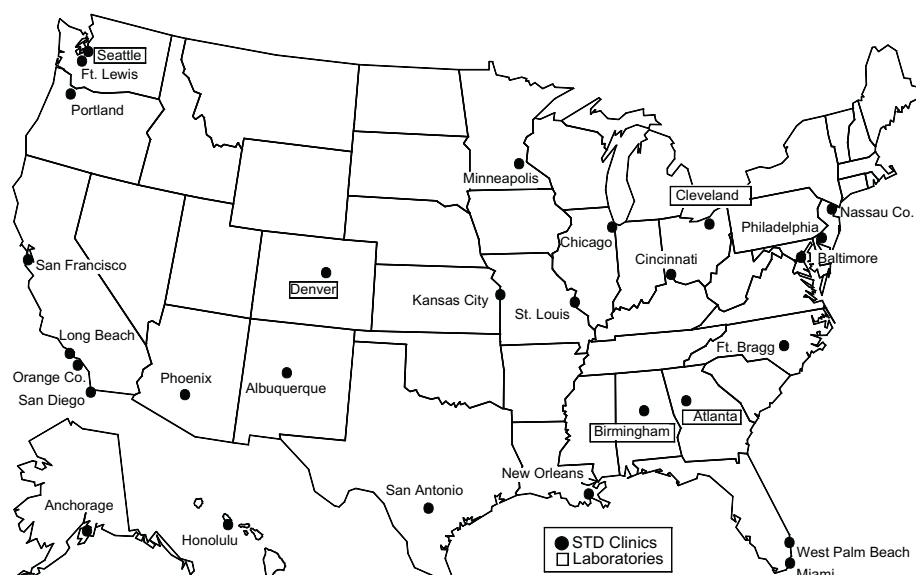 Seattle
Ft. Lewis
Portland
Minneapolis
Cleveland
Nassau Co.
Philadelphia
Chicago
Cincinnati
Baltimore
San Francisco
Denver
Kansas City
St. Louis
Long Beach
Ft. Bragg
Orange Co.
Phoenix
Albuquerque
San Diego
Atlanta
Birmingham
New Orleans
San Antonio
Anchorage
Honolulu
STD Clinics
Laboratories
West Palm Beach
Miami